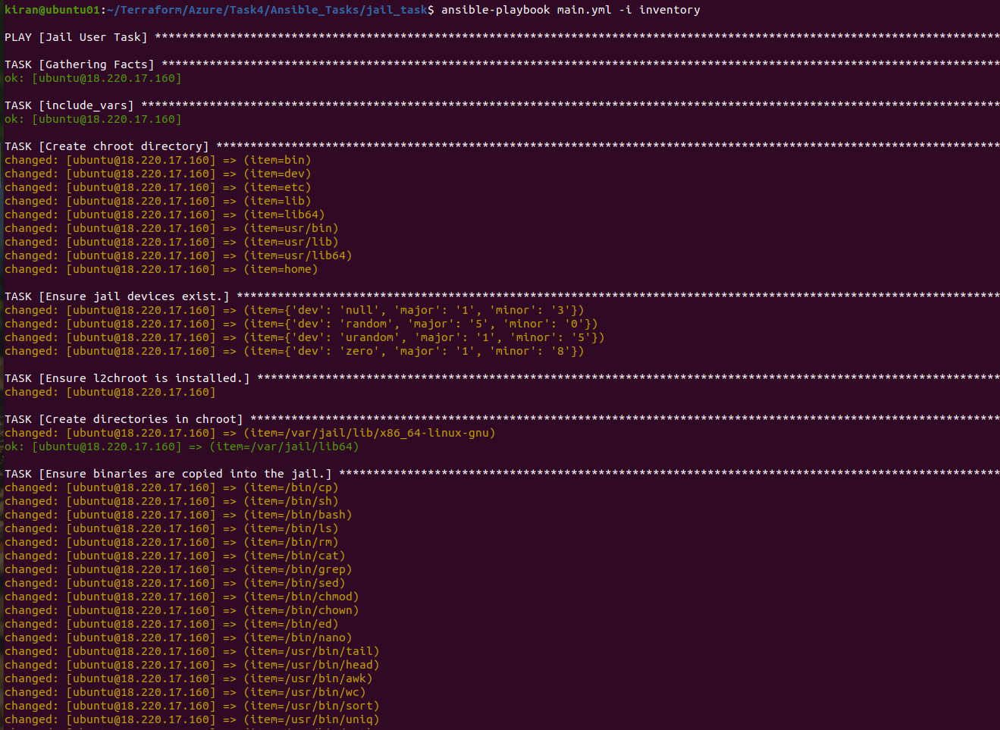 kiran@ubuntu01:~/Terraform/Azure/Task4/Ansible_Tasks/jail_task$ ansible-playbook main.yml -i inventory
PLAY [Jail User Task] ****************************************************************************************************************************
TASK [Gathering Facts] ***************************************************************************************************************************
ok: [ubuntu@18.220.17.160]
TASK [include_vars] ******************************************************************************************************************************
ok: [ubuntu@18.220.17.160]
TASK [Create chroot directory] *******************************************************************************************************************
changed: [ubuntu@18.220.17.160] => (item=bin)
changed: [ubuntu@18.220.17.160] => (item=dev)
changed: [ubuntu@18.220.17.160] => (item=etc)
changed: [ubuntu@18.220.17.160] => (item=lib)
changed: [ubuntu@18.220.17.160] => (item=lib64)
changed: [ubuntu@18.220.17.160] => (item=usr/bin)
changed: [ubuntu@18.220.17.160] => (item=usr/lib)
changed: [ubuntu@18.220.17.160] => (item=usr/lib64)
changed: [ubuntu@18.220.17.160] => (item=home)
TASK [Ensure jail devices exist.] ****************************************************************************************************************
changed: [ubuntu@18.220.17.160] => (item={'dev': 'null', 'major': '1', 'minor': '3'})
changed: [ubuntu@18.220.17.160] => (item={'dev': 'random', 'major': '5', 'minor': '0'})
changed: [ubuntu@18.220.17.160] => (item={'dev': 'urandom', 'major': '1', 'minor': '5'})
changed: [ubuntu@18.220.17.160] => (item={'dev': 'zero', 'major': '1', 'minor': '8'})
TASK [Ensure l2chroot is installed.] *************************************************************************************************************
changed: [ubuntu@18.220.17.160]
TASK [Create directories in chroot] **************************************************************************************************************
changed: [ubuntu@18.220.17.160] => (item=/var/jail/lib/x86_64-linux-gnu)
ok: [ubuntu@18.220.17.160] => (item=/var/jail/lib64)
TASK [Ensure binaries are copied into the jail.] *************************************************************************************************
changed: [ubuntu@18.220.17.160] => (item=/bin/cp)
changed: [ubuntu@18.220.17.160] => (item=/bin/sh)
changed: [ubuntu@18.220.17.160] => (item=/bin/bash)
changed: [ubuntu@18.220.17.160] => (item=/bin/ls)
changed: [ubuntu@18.220.17.160] => (item=/bin/rm)
changed: [ubuntu@18.220.17.160] => (item=/bin/cat)
changed: [ubuntu@18.220.17.160] => (item=/bin/grep)
changed: [ubuntu@18.220.17.160] => (item=/bin/sed)
changed: [ubuntu@18.220.17.160] => (item=/bin/chmod)
changed: [ubuntu@18.220.17.160] => (item=/bin/chown)
changed: [ubuntu@18.220.17.160] => (item=/bin/ed)
changed: [ubuntu@18.220.17.160] => (item=/bin/nano)
changed: [ubuntu@18.220.17.160] => (item=/usr/bin/tail)
changed: [ubuntu@18.220.17.160] => (item=/usr/bin/head)
changed: [ubuntu@18.220.17.160] => (item=/usr/bin/awk)
changed: [ubuntu@18.220.17.160] => (item=/usr/bin/wc)
changed: [ubuntu@18.220.17.160] => (item=/usr/bin/sort)
changed: [ubuntu@18.220.17.160] => (item=/usr/bin/uniq)